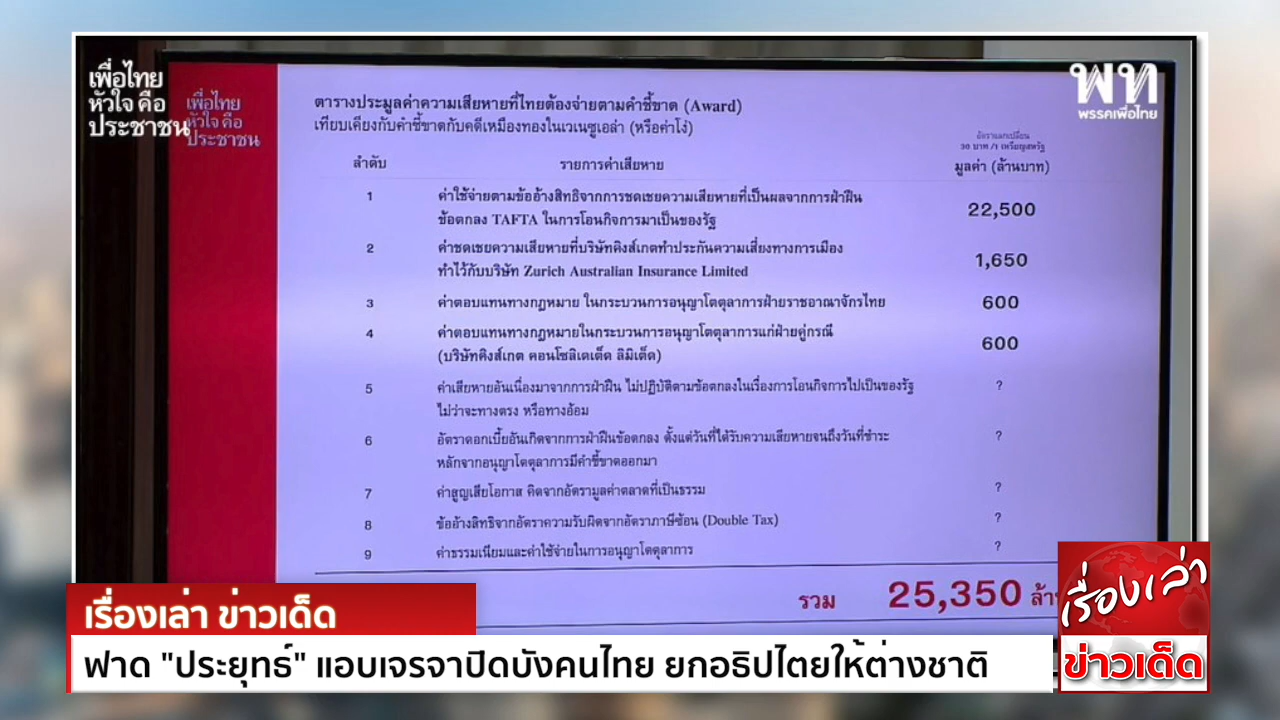 เพื่อไทย
หัวใจ คือ
ประชาชน
เพื่อไทย
หัวใจ คือ
ประชาชน
พท
พรรคเพื่อไทย
ตารางประมูลค่าความเสียหายที่ไทยต้องจ่ายตามคำชี้ขาด (Award)
เทียบเคียงกับคำชี้ขาดกับคดีเหมืองทองในเวเนซูเอล่า (หรือค่าโง่)
อัตราแลกเปลี่ยน
30 บาท /1 เหรียญสหรัฐ
ลำดับ รายการค่าเสียหาย มูลค่า (ล้านบาท)
1 ค่าใช้จ่ายตามข้ออ้างสิทธิจากการชดเชยความเสียหายที่เป็นผลจากการฝ่าฝืน
ข้อตกลง TAFTA ในการโอนกิจการมาเป็นของรัฐ 22,500
2 ค่าชดเชยความเสียหายที่บริษัทคิงส์เกตทำประกันความเสี่ยงทางการเมือง
ทำไว้กับบริษัท Zurich Australian Insurance Limited 1,650
3 ค่าตอบแทนทางกฎหมาย ในกระบวนการอนุญาโตตุลาการฝ่ายราชอาณาจักรไทย 600
4 ค่าตอบแทนทางกฎหมายในกระบวนการอนุญาโตตุลาการแก่ฝ่ายคู่กรณี
(บริษัทคิงส์เกต คอนโซลิเดเต็ด ลิมิเต็ด) 600
5 ค่าเสียหายอันเนื่องมาจากการฝ่าฝืน ไม่ปฏิบัติตามข้อตกลงในเรื่องการโอนกิจการไปเป็นของรัฐ ?
ไม่ว่าจะทางตรง หรือทางอ้อม
6 อัตราดอกเบี้ยอันเกิดจากการฝ่าฝืนข้อตกลง ตั้งแต่วันที่ได้รับความเสียหายจนถึงวันที่ชำระ ?
หลักจากอนุญาโตตุลาการมีคำชี้ขาดออกมา
7 ค่าสูญเสียโอกาส คิดจากอัตรามูลค่าตลาดที่เป็นธรรม ?
8 ข้ออ้างสิทธิจากอัตราความรับผิดจากอัตราภาษีซ้อน (Double Tax) ?
9 ค่าธรรมเนียมและค่าใช้จ่ายในการอนุญาโตตุลาการ ?
รวม 25,350
เรื่องเล่า ข่าวเด็ด
ฟาด "ประยุทธ์" แอบเจรจาปิดบังคนไทย ยกอธิปไตยให้ต่างชาติ
เรื่องเล่า
ข่าวเด็ด